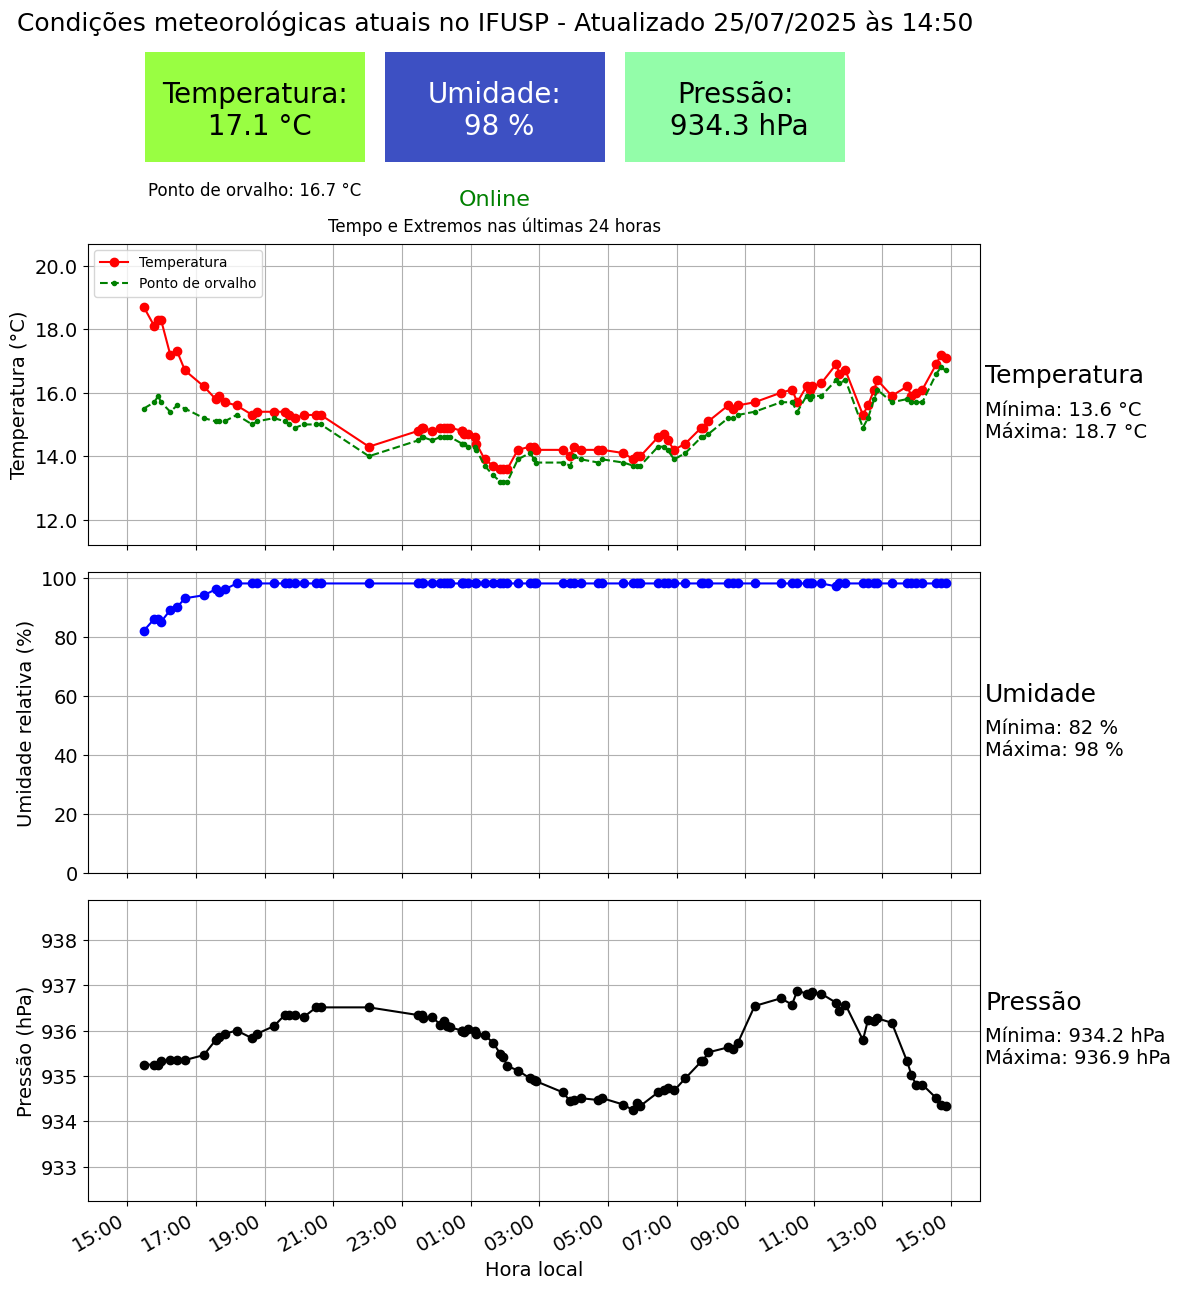 Condições meteorológicas atuais no IFUSP - Atualizado 25/07/2025 às 14:50
Temperatura:
17.1 °C
Umidade:
98 %
Pressão:
934.3 hPa
Ponto de orvalho: 16.7 °C
Online
Tempo e Extremos nas últimas 24 horas
Temperatura
Ponto de orvalho
Temperatura (°C)
20.0
18.0
16.0
14.0
12.0
Temperatura
Mínima: 13.6 °C
Máxima: 18.7 °C
Umidade relativa (%)
100
80
60
40
20
0
Umidade
Mínima: 82 %
Máxima: 98 %
Pressão (hPa)
938
937
936
935
934
933
Pressão
Mínima: 934.2 hPa
Máxima: 936.9 hPa
15:00 17:00 19:00 21:00 23:00 01:00 03:00 05:00 07:00 09:00 11:00 13:00 15:00
Hora local